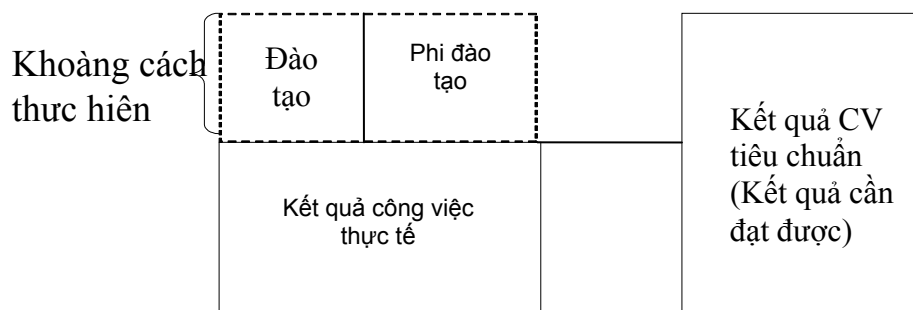 Khoàng cách
thưc hiên
Đào
tạo
Phi đào
tạo
Kết quả công việc
thực tế
Kết quả CV
tiêu chuẩn
(Kết quả cần
đạt được)